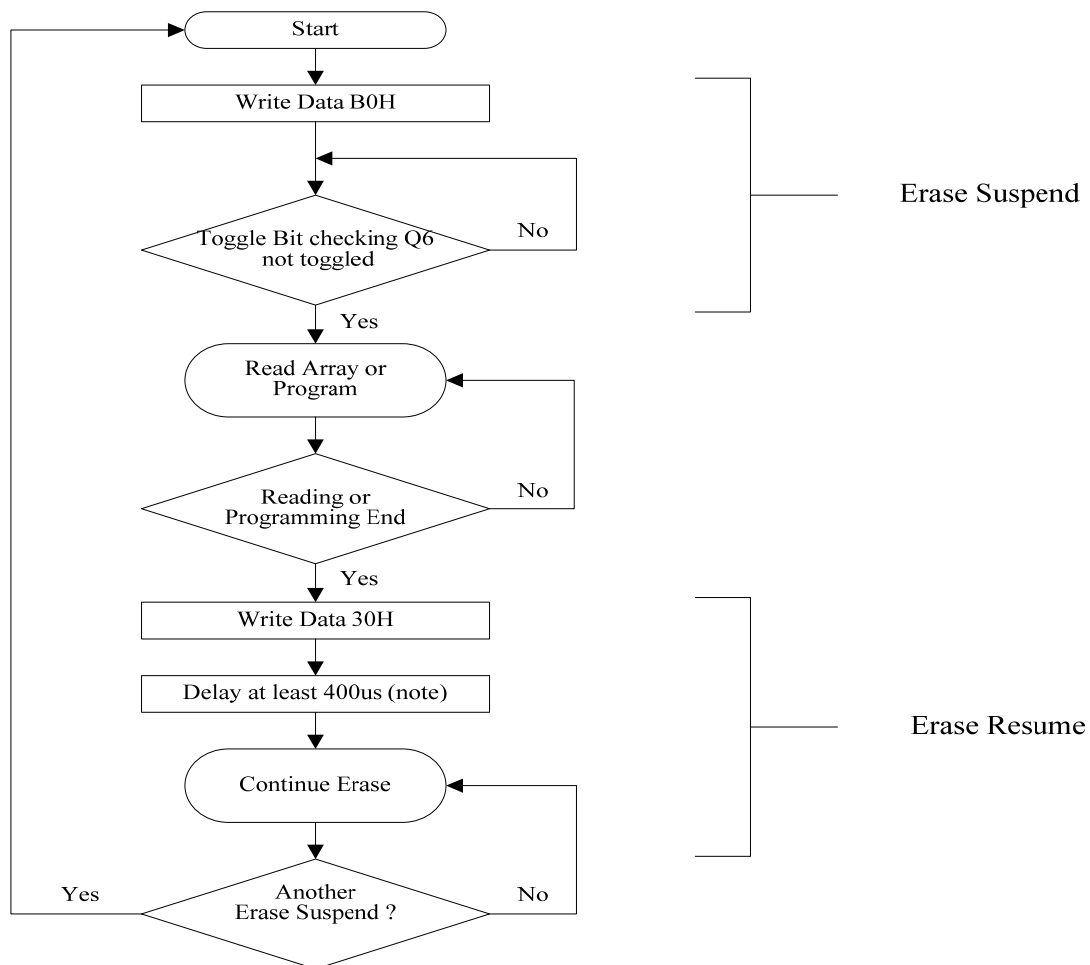 Start
Write Data B0H
Erase Suspend
No
Toggle Bit checking Q6
not toggled
Yes
Read Array or
Program
No
Reading or
Programming End
Yes
Write Data 30H
Delay at least 400us (note)
Erase Resume
Continue Erase
Yes
Another
Erase Suspend ?
No